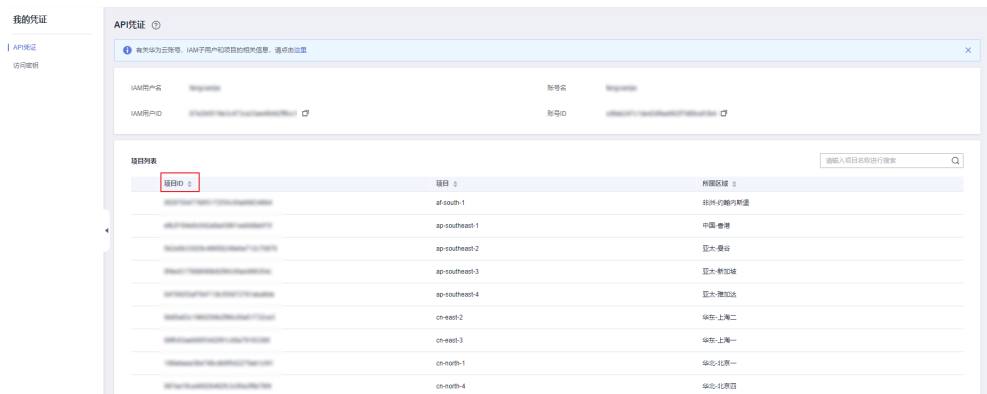 我的凭证
API凭证
访问密钥
API凭证
有关华为云账号、IAM子用户和项目的相关信息，请点击这里
IAM用户名
账号名
IAM用户ID
账号ID
项目列表
请输入项目名称进行搜索
项目ID 项目 所属区域
af-south-1 非洲-约翰内斯堡
ap-southeast-1 中国-香港
ap-southeast-2 亚太-曼谷
ap-southeast-3 亚太-新加坡
ap-southeast-4 亚太-雅加达
cn-east-2 华东-上海二
cn-east-3 华东-上海一
cn-north-1 华北-北京一
cn-north-4 华北-北京四